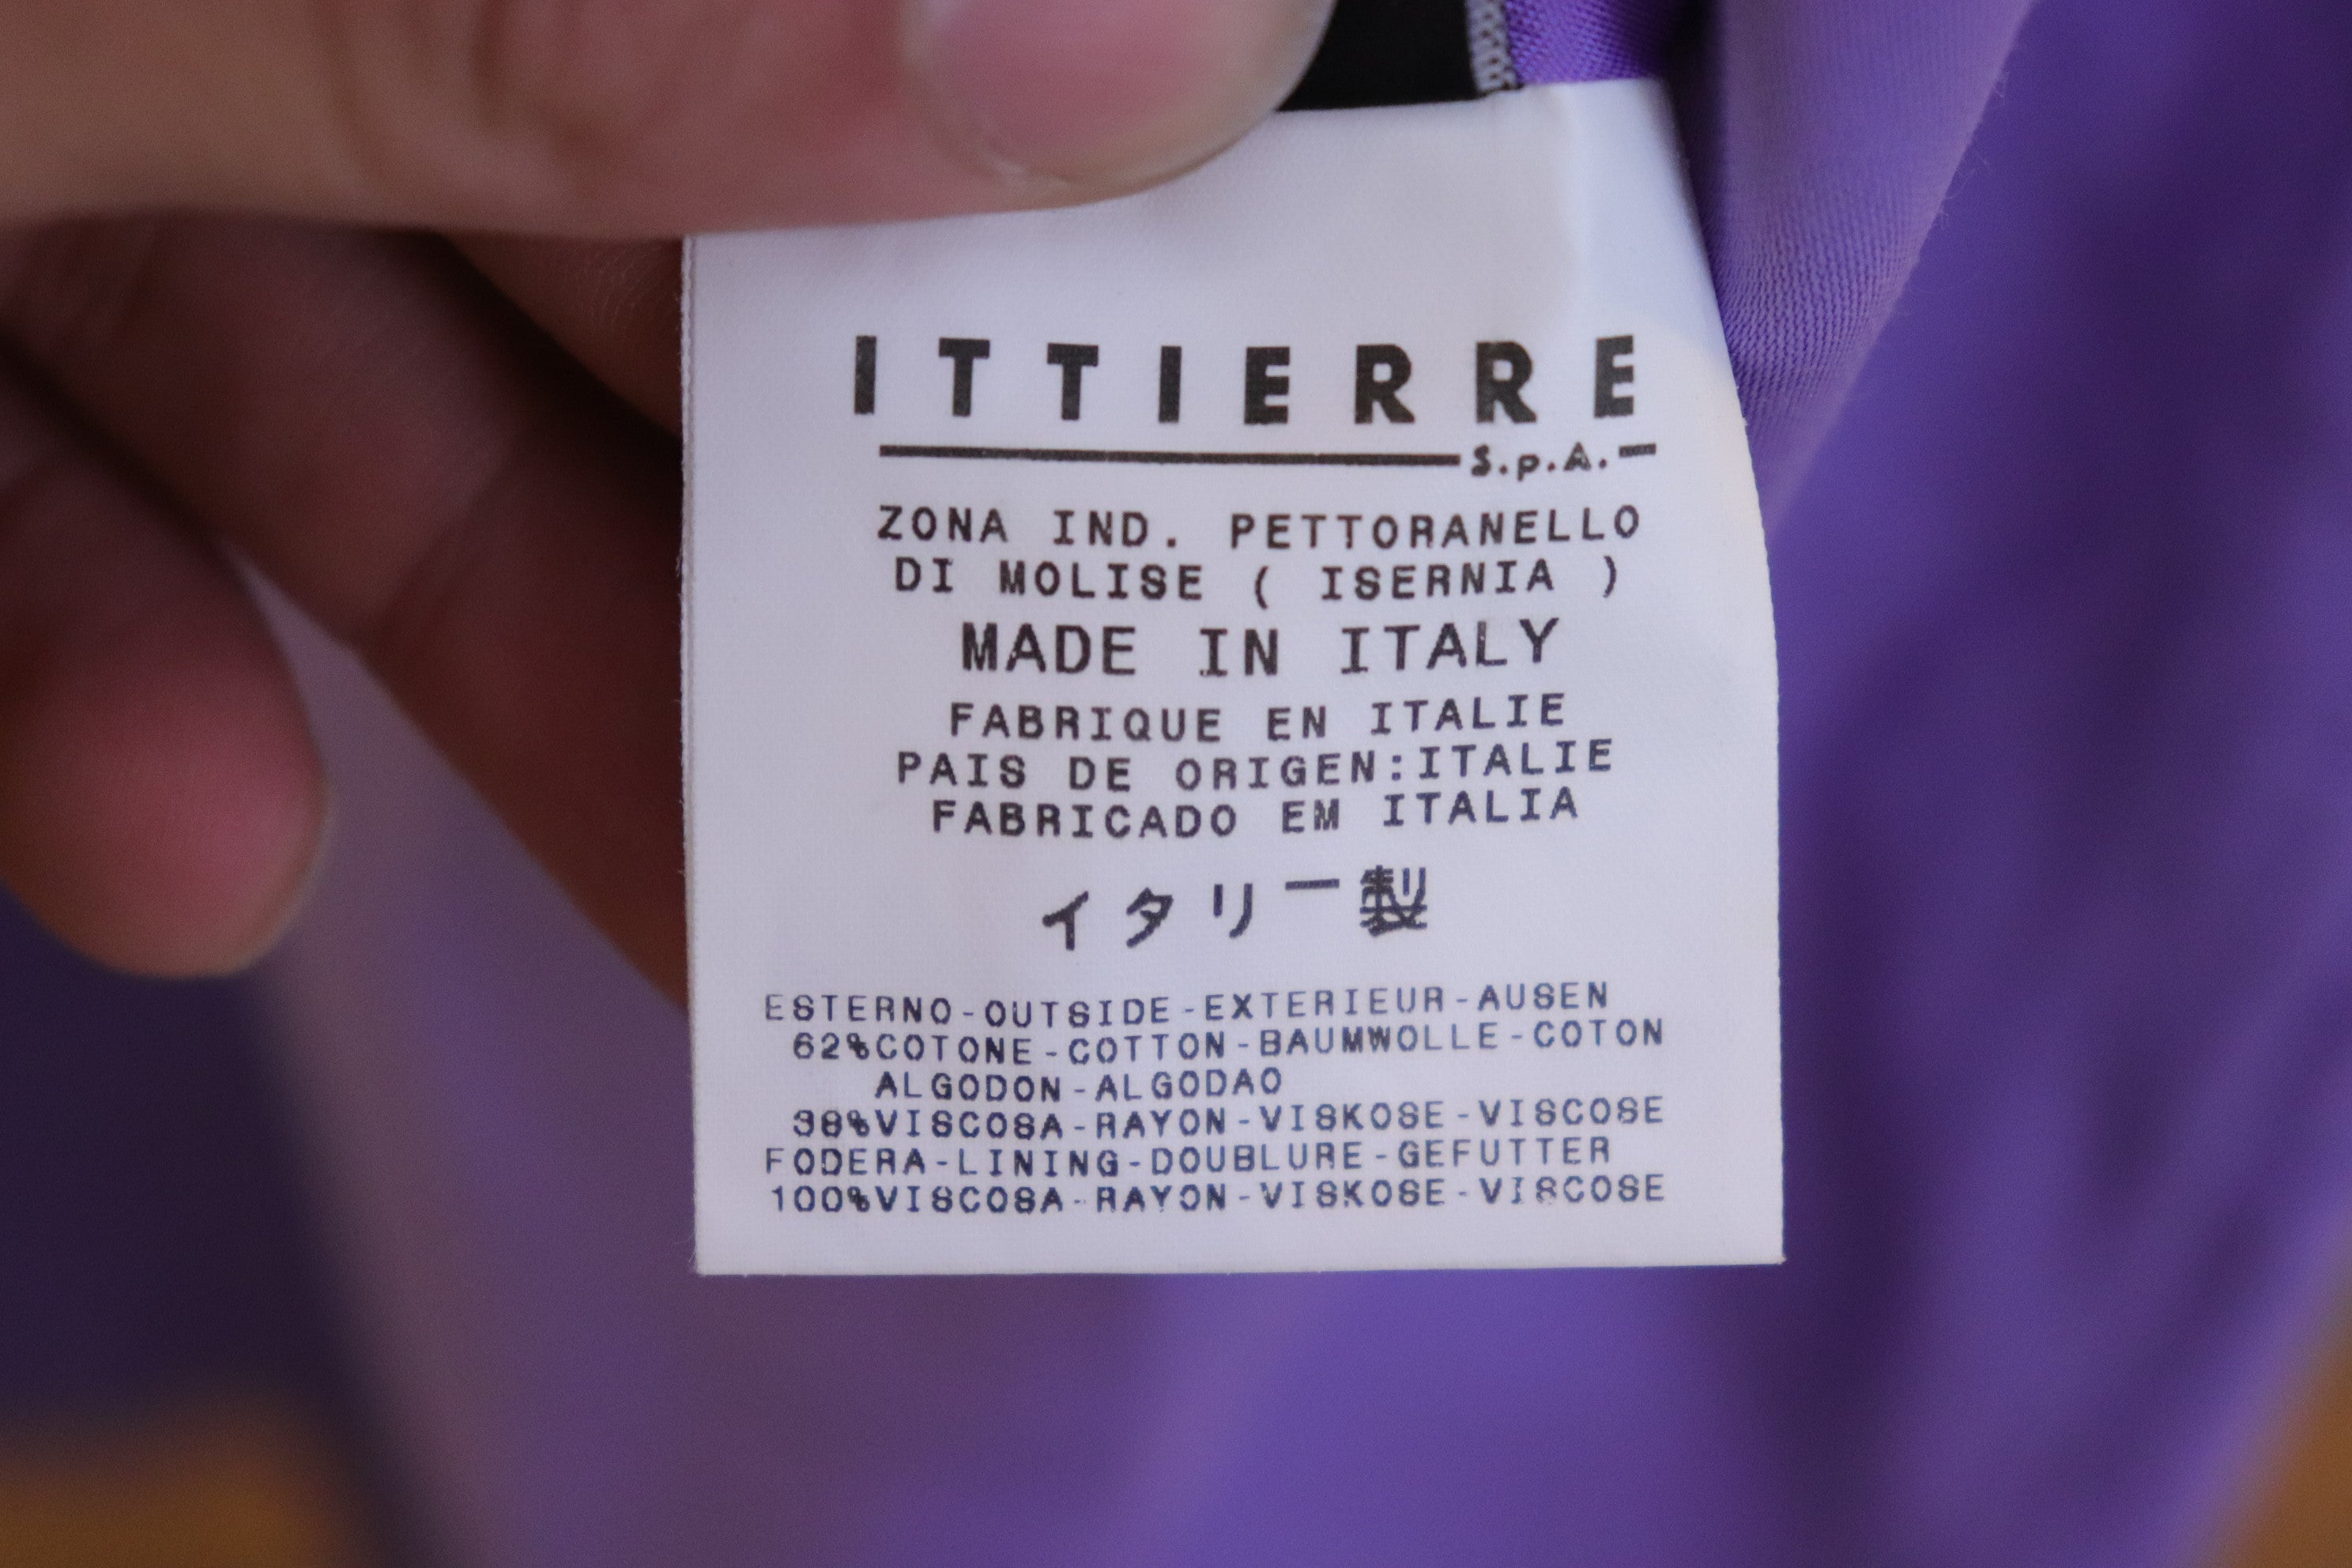 ITTIERRE
S.p.A.
ZONA IND. PETTORANELLO
DI MOLISE ( ISERNIA )
MADE IN ITALY
FABRIQUE EN ITALIE
PAIS DE ORIGEN:ITALIE
FABRICADO EM ITALIA
イタリー製
ESTERNO-OUTSIDE-EXTERIEUR-AUSEN
62%COTONE-COTTON-BAUMWOLLE-COTON
ALGODON-ALGODAO
38%VISCOSA-RAYON-VISKOSE-VISCOSE
FODERA-LINING-DOUBLURE-GEFUTTER
100%VISCOSA-RAYON-VISKOSE-VISCOSE